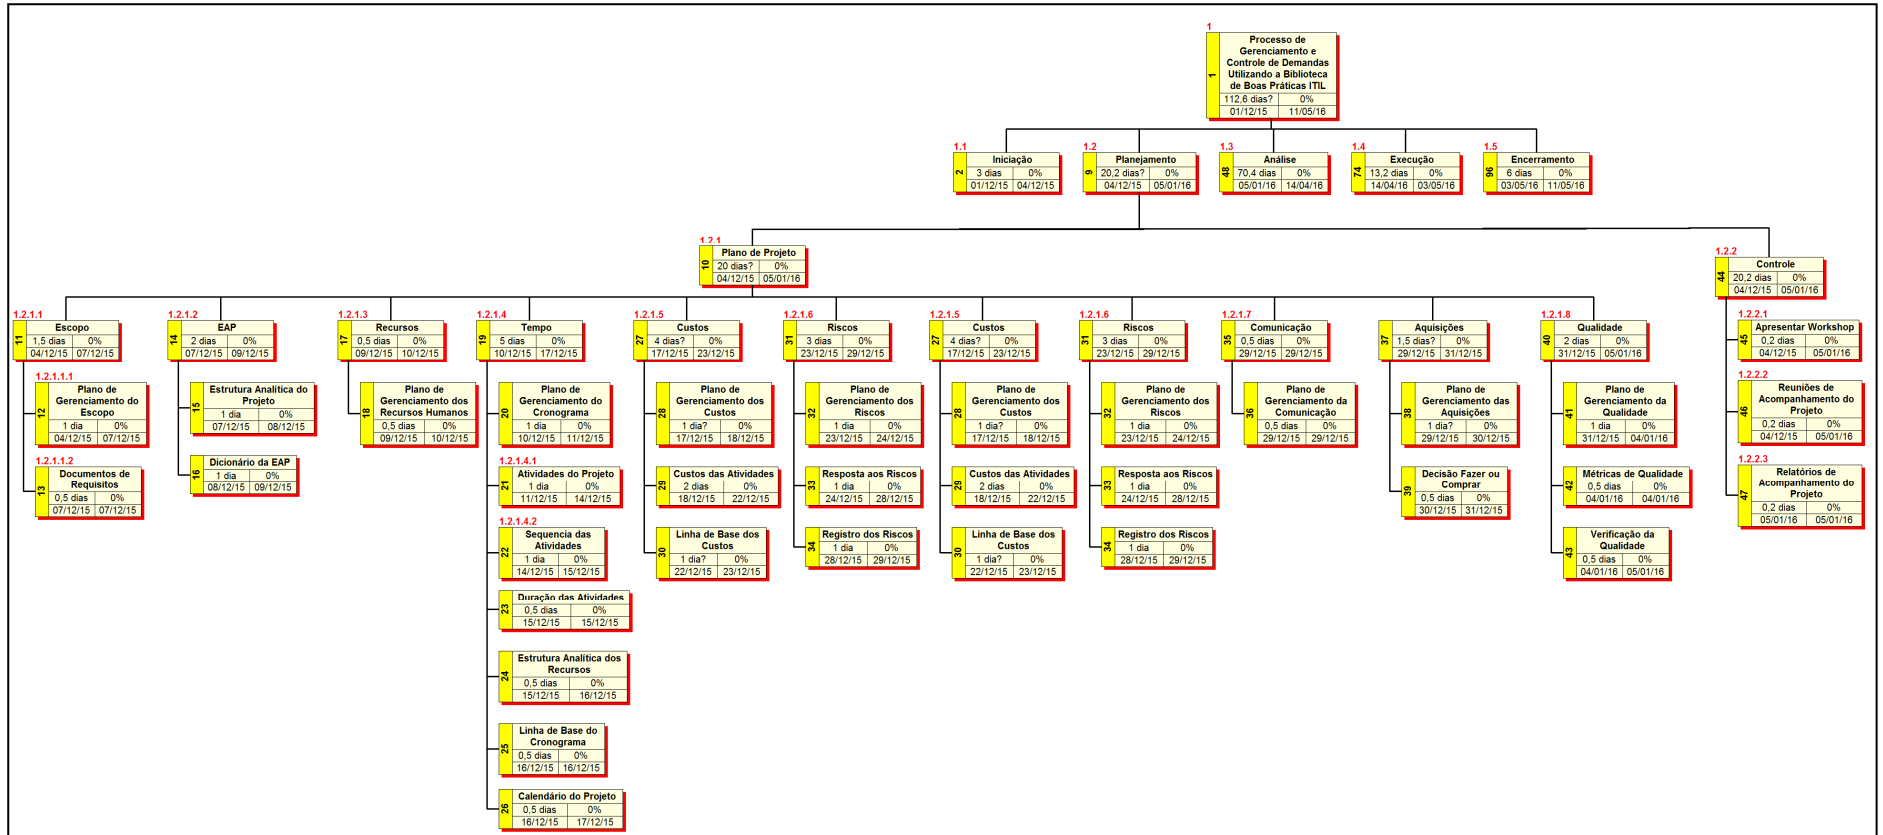 1
1
Processo de
Gerenciamento e
Controle de Demandas
Utilizando a Biblioteca
de Boas Práticas ITIL
112,6 dias? 0%
01/12/15 11/05/16
1.1
2
Iniciação
3 dias 0%
01/12/15 04/12/15
1.2
9
Planejamento
20,2 dias? 0%
04/12/15 05/01/16
1.3
48
Análise
70,4 dias 0%
05/01/16 14/04/16
1.4
74
Execução
13,2 dias 0%
14/04/16 03/05/16
1.5
96
Encerramento
6 dias 0%
03/05/16 11/05/16
1.2.1
10
Plano de Projeto
20 dias? 0%
04/12/15 05/01/16
1.2.2
44
Controle
20,2 dias 0%
04/12/15 05/01/16
1.2.1.1
11
Escopo
1,5 dias 0%
04/12/15 07/12/15
1.2.1.1.1
12
Plano de
Gerenciamento do
Escopo
1 dia 0%
04/12/15 07/12/15
1.2.1.1.2
13
Documentos de
Requisitos
0,5 dias 0%
07/12/15 07/12/15
1.2.1.2
14
EAP
2 dias 0%
07/12/15 09/12/15
15
Estrutura Analítica do
Projeto
1 dia 0%
07/12/15 08/12/15
16
Dicionário da EAP
1 dia 0%
08/12/15 09/12/15
1.2.1.3
17
Recursos
0,5 dias 0%
09/12/15 10/12/15
18
Plano de
Gerenciamento dos
Recursos Humanos
0,5 dias 0%
09/12/15 10/12/15
1.2.1.4
19
Tempo
5 dias 0%
10/12/15 17/12/15
20
Plano de
Gerenciamento do
Cronograma
1 dia 0%
10/12/15 11/12/15
1.2.1.4.1
21
Atividades do Projeto
1 dia 0%
11/12/15 14/12/15
1.2.1.4.2
22
Sequencia das
Atividades
1 dia 0%
14/12/15 15/12/15
23
Duração das Atividades
0,5 dias 0%
15/12/15 15/12/15
24
Estrutura Analítica dos
Recursos
0,5 dias 0%
15/12/15 16/12/15
25
Linha de Base do
Cronograma
0,5 dias 0%
16/12/15 16/12/15
26
Calendário do Projeto
0,5 dias 0%
16/12/15 17/12/15
1.2.1.5
27
Custos
4 dias? 0%
17/12/15 23/12/15
28
Plano de
Gerenciamento dos
Custos
1 dia? 0%
17/12/15 18/12/15
29
Custos das Atividades
2 dias 0%
18/12/15 22/12/15
30
Linha de Base dos
Custos
1 dia? 0%
22/12/15 23/12/15
1.2.1.6
31
Riscos
3 dias 0%
23/12/15 29/12/15
32
Plano de
Gerenciamento dos
Riscos
1 dia 0%
23/12/15 24/12/15
33
Resposta aos Riscos
1 dia 0%
24/12/15 28/12/15
34
Registro dos Riscos
1 dia 0%
28/12/15 29/12/15
1.2.1.5
27
Custos
4 dias? 0%
17/12/15 23/12/15
28
Plano de
Gerenciamento dos
Custos
1 dia? 0%
17/12/15 18/12/15
29
Custos das Atividades
2 dias 0%
18/12/15 22/12/15
30
Linha de Base dos
Custos
1 dia? 0%
22/12/15 23/12/15
1.2.1.6
31
Riscos
3 dias 0%
23/12/15 29/12/15
32
Plano de
Gerenciamento dos
Riscos
1 dia 0%
23/12/15 24/12/15
33
Resposta aos Riscos
1 dia 0%
24/12/15 28/12/15
34
Registro dos Riscos
1 dia 0%
28/12/15 29/12/15
1.2.1.7
35
Comunicação
0,5 dias 0%
29/12/15 29/12/15
36
Plano de
Gerenciamento da
Comunicação
0,5 dias 0%
29/12/15 29/12/15
37
Aquisições
1,5 dias? 0%
29/12/15 31/12/15
38
Plano de
Gerenciamento das
Aquisições
1 dia? 0%
29/12/15 30/12/15
39
Decisão Fazer ou
Comprar
0,5 dias 0%
30/12/15 31/12/15
1.2.1.8
40
Qualidade
2 dias 0%
31/12/15 05/01/16
41
Plano de
Gerenciamento da
Qualidade
1 dia 0%
31/12/15 04/01/16
42
Métricas de Qualidade
0,5 dias 0%
04/01/16 04/01/16
43
Verificação da
Qualidade
0,5 dias 0%
04/01/16 05/01/16
1.2.2.1
45
Apresentar Workshop
0,2 dias 0%
04/12/15 05/01/16
1.2.2.2
46
Reuniões de
Acompanhamento do
Projeto
0,2 dias 0%
04/12/15 05/01/16
1.2.2.3
47
Relatórios de
Acompanhamento do
Projeto
0,2 dias 0%
05/01/16 05/01/16